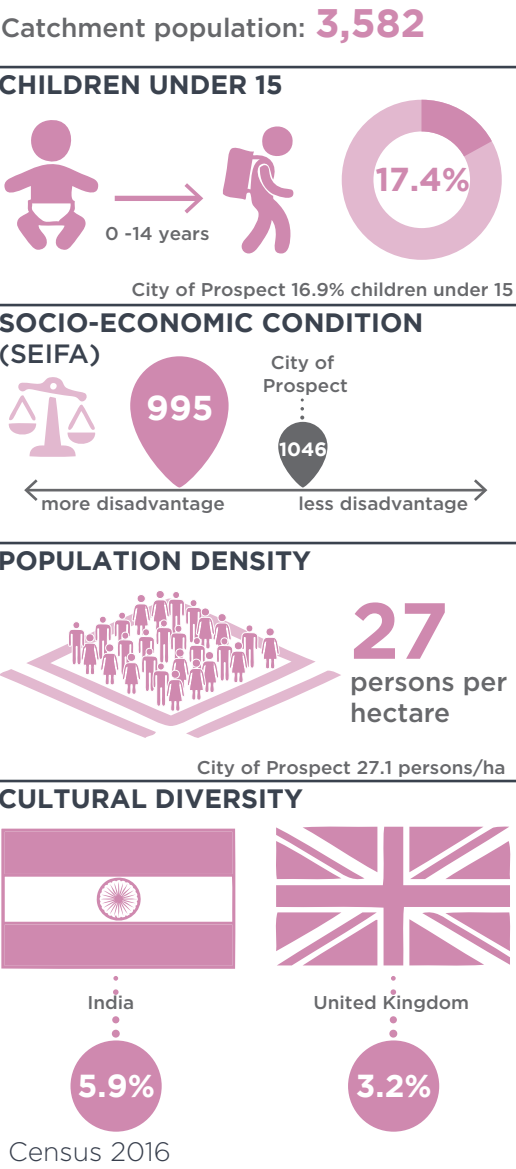 Catchment population: 3,582
CHILDREN UNDER 15
17.4%
0 -14 years
City of Prospect 16.9% children under 15
SOCIO-ECONOMIC CONDITION
(SEIFA)
City of
Prospect
995
1046
more disadvantage
less disadvantage
POPULATION DENSITY
27
persons per
hectare
City of Prospect 27.1 persons/ha
CULTURAL DIVERSITY
India
United Kingdom
5.9%
3.2%
Census 2016